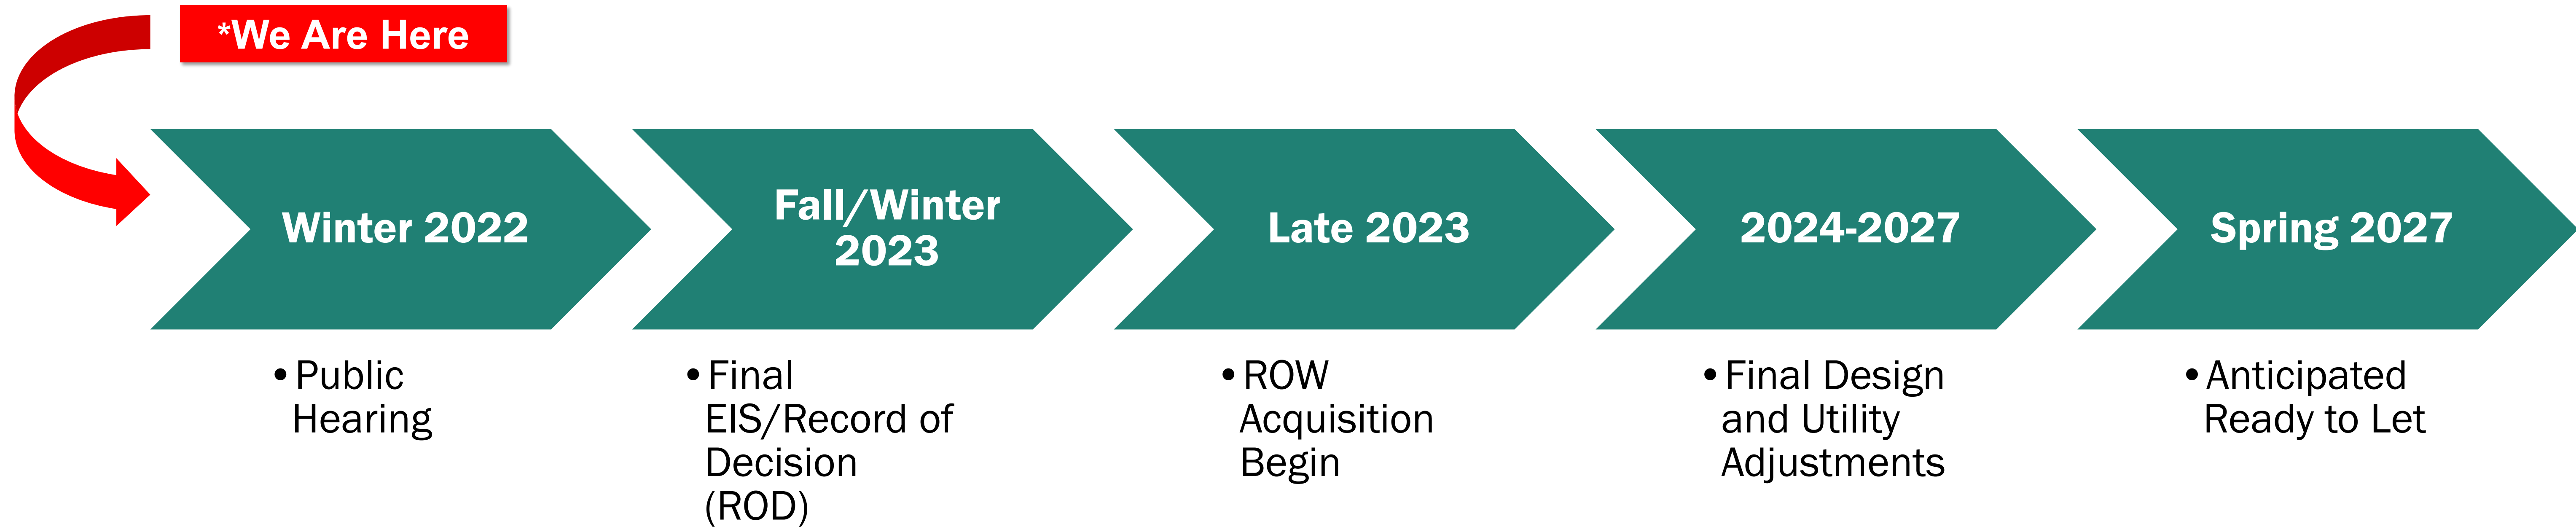 *We Are Here
Winter 2022
Fall/Winter
2023
Late 2023
2024-2027
Spring 2027
•Public
Hearing
•Final
EIS/Record of
Decision
(ROD)
•ROW
Acquisition
Begin
•Final Design
and Utility
Adjustments
•Anticipated
Ready to Let